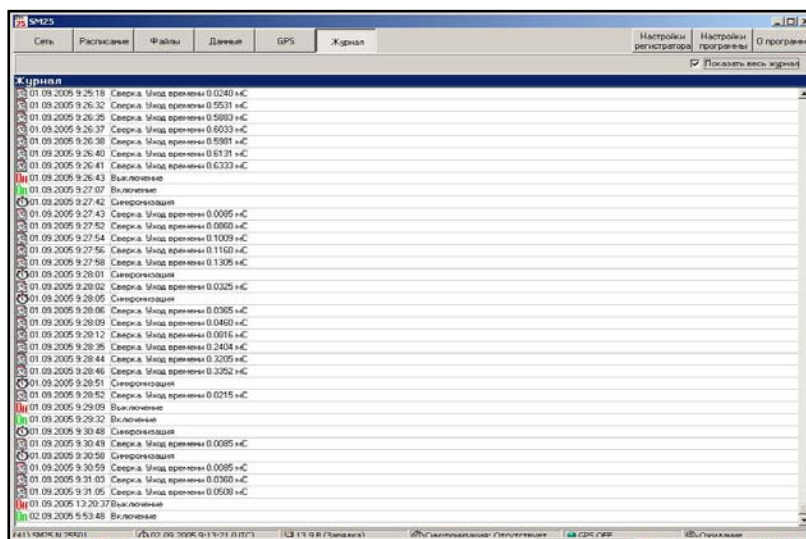 SM25
Сеть Расписание Файлы Данные GPS Журнал Настройки регистратора Настройки программы О програм
Показать весь журнал
Журнал
01.09.2005 9:25:18 Сверка. Уход времени 0.0240 мС
01.09.2005 9:26:32 Сверка. Уход времени 0.5531 мС
01.09.2005 9:26:35 Сверка. Уход времени 0.5883 мС
01.09.2005 9:26:37 Сверка. Уход времени 0.6033 мС
01.09.2005 9:26:38 Сверка. Уход времени 0.5981 мС
01.09.2005 9:26:40 Сверка. Уход времени 0.6131 мС
01.09.2005 9:26:41 Сверка. Уход времени 0.6333 мС
01.09.2005 9:26:43 Выключение
On 01.09.2005 9:27:07 Включение
01.09.2005 9:27:42 Синхронизация
01.09.2005 9:27:43 Сверка. Уход времени 0.0085 мС
01.09.2005 9:27:52 Сверка. Уход времени 0.0860 мС
01.09.2005 9:27:54 Сверка. Уход времени 0.1009 мС
01.09.2005 9:27:56 Сверка. Уход времени 0.1160 мС
01.09.2005 9:27:58 Сверка. Уход времени 0.1305 мС
01.09.2005 9:28:01 Синхронизация
01.09.2005 9:28:02 Сверка. Уход времени 0.0325 мС
01.09.2005 9:28:05 Синхронизация
01.09.2005 9:28:06 Сверка. Уход времени 0.0365 мС
01.09.2005 9:28:09 Сверка. Уход времени 0.0460 мС
01.09.2005 9:28:12 Сверка. Уход времени 0.0816 мС
01.09.2005 9:28:35 Сверка. Уход времени 0.2404 мС
01.09.2005 9:28:44 Сверка. Уход времени 0.3205 мС
01.09.2005 9:28:46 Сверка. Уход времени 0.3352 мС
01.09.2005 9:28:51 Синхронизация
01.09.2005 9:28:52 Сверка. Уход времени 0.0215 мС
01.09.2005 9:29:09 Выключение
On 01.09.2005 9:29:32 Включение
01.09.2005 9:30:48 Синхронизация
01.09.2005 9:30:49 Сверка. Уход времени 0.0085 мС
01.09.2005 9:30:58 Синхронизация
01.09.2005 9:30:59 Сверка. Уход времени 0.0085 мС
01.09.2005 9:31:03 Сверка. Уход времени 0.0360 мС
01.09.2005 9:31:05 Сверка. Уход времени 0.0508 мС
01.09.2005 13:20:37 Выключение
On 02.09.2005 5:53:48 Включение
(41) SM25 N 25501 02.09.2005 9:13:21 (UTC) 13.9 В (Зарядка) Синхронизация: Отсутствует GPS OFF Ожидание